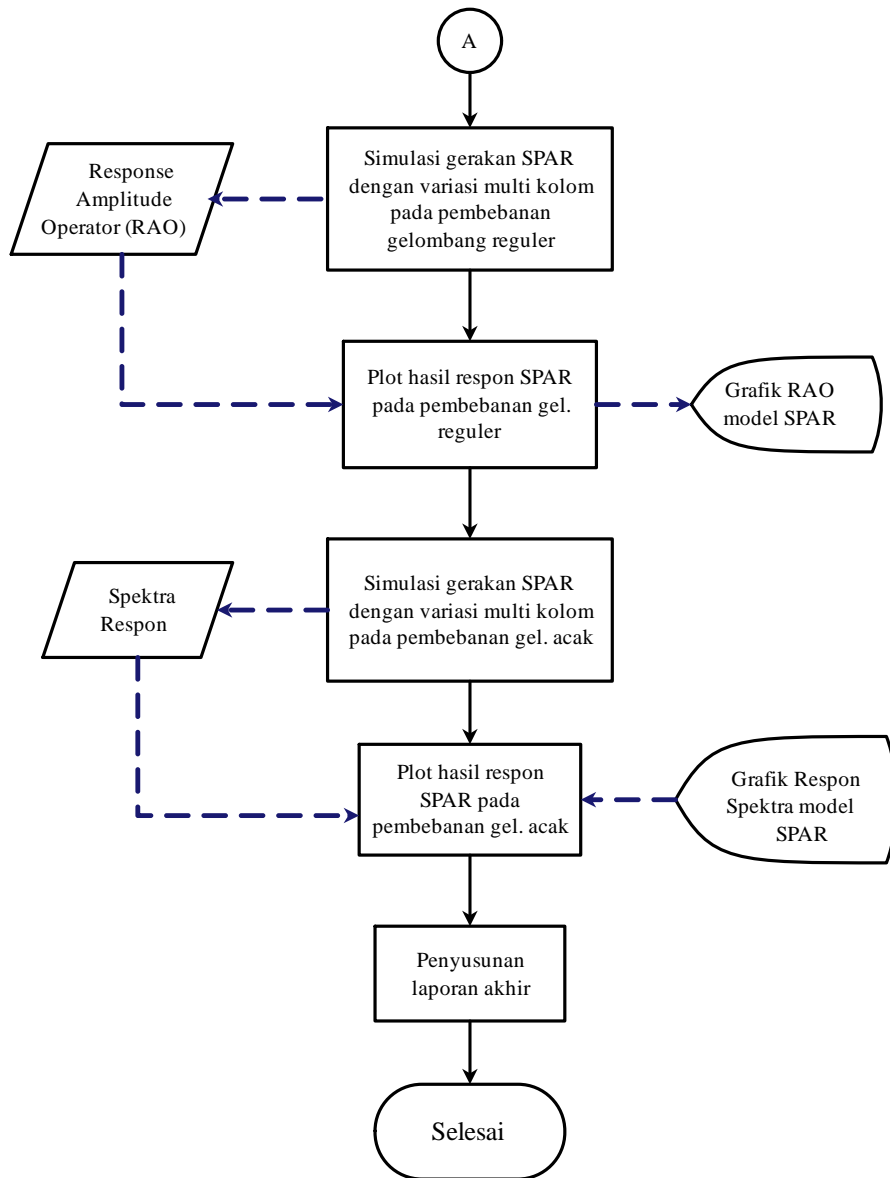 A
Simulasi gerakan SPAR
dengan variasi multi kolom
pada pembebanan
gelombang reguler
Response
Amplitude
Operator (RAO)
Plot hasil respon SPAR
pada pembebanan gel.
reguler
Grafik RAO
model SPAR
Simulasi gerakan SPAR
dengan variasi multi kolom
pada pembebanan gel. acak
Spektra
Respon
Plot hasil respon
SPAR pada
pembebanan gel. acak
Grafik Respon
Spektra model
SPAR
Penyusunan
laporan akhir
Selesai